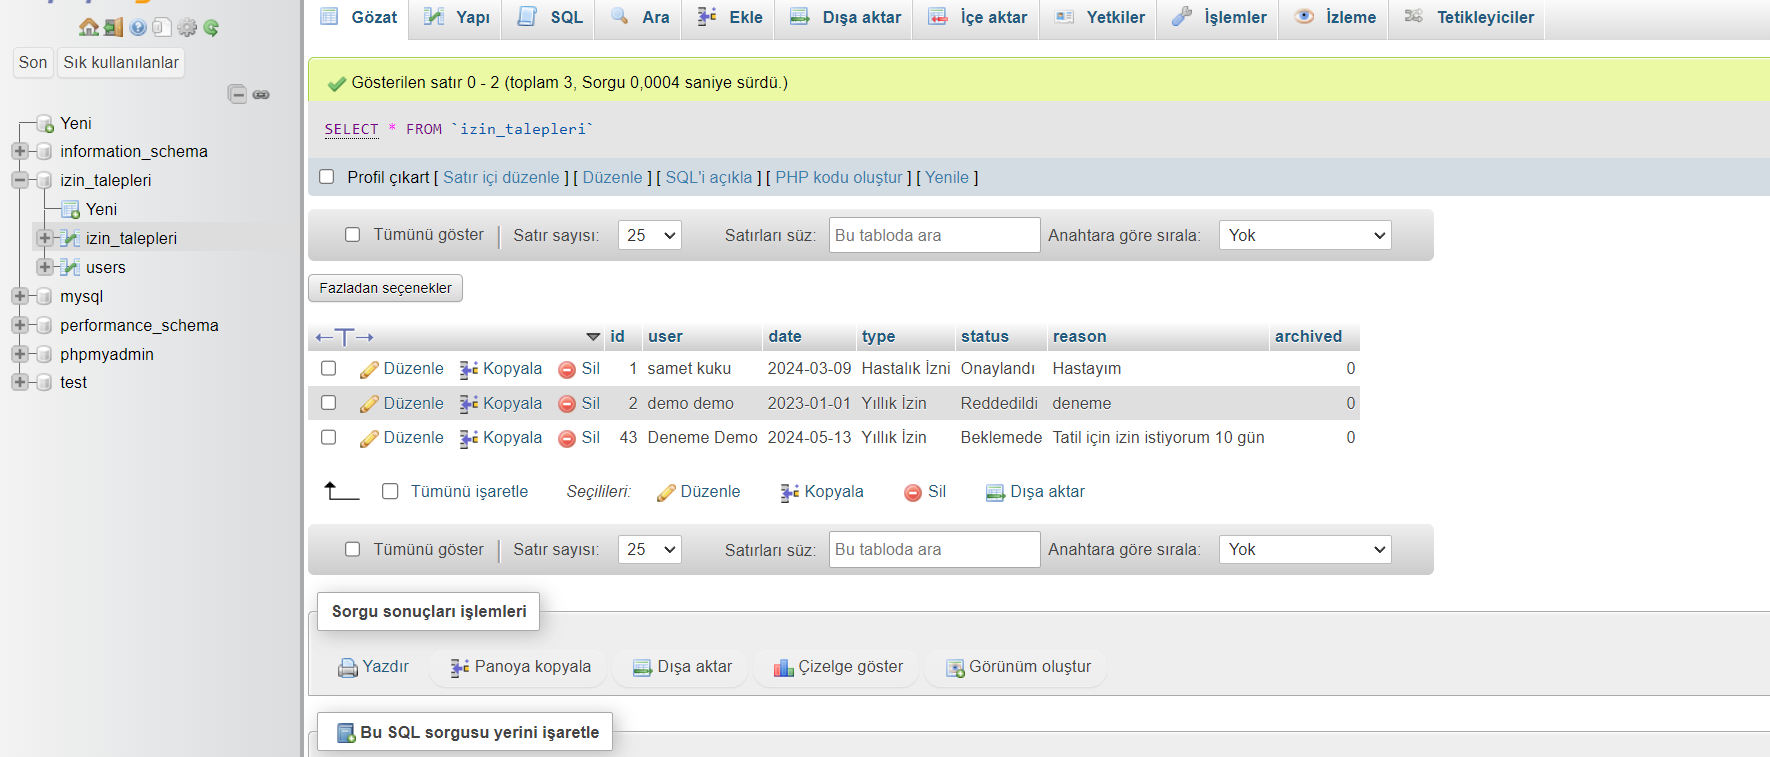 Gözat Yapı SQL Ara Ekle Dışa aktar İçe aktar Yetkiler İşlemler İzleme Tetikleyiciler
Son Sık kullanılanlar
Yeni
information_schema
izin_talepleri
Yeni
izin_talepleri
users
mysql
performance_schema
phpmyadmin
test
Gösterilen satır 0 - 2 (toplam 3, Sorgu 0,0004 saniye sürdü.)
SELECT * FROM `izin_talepleri`
Profil çıkart [ Satır içi düzenle ] [ Düzenle ] [ SQL'i açıkla ] [ PHP kodu oluştur ] [ Yenile ]
Tümünü göster Satır sayısı: 25 Satırları süz: Bu tabloda ara Anahtara göre sırala: Yok
Fazladan seçenekler
id user date type status reason archived
Düzenle Kopyala Sil 1 samet kuku 2024-03-09 Hastalık İzni Onaylandı Hastayım 0
Düzenle Kopyala Sil 2 demo demo 2023-01-01 Yıllık İzin Reddedildi deneme 0
Düzenle Kopyala Sil 43 Deneme Demo 2024-05-13 Yıllık İzin Beklemede Tatil için izin istiyorum 10 gün 0
Tümünü işaretle Seçilileri: Düzenle Kopyala Sil Dışa aktar
Tümünü göster Satır sayısı: 25 Satırları süz: Bu tabloda ara Anahtara göre sırala: Yok
Sorgu sonuçları işlemleri
Yazdır Panoya kopyala Dışa aktar Çizelge göster Görünüm oluştur
Bu SQL sorgusu yerini işaretle